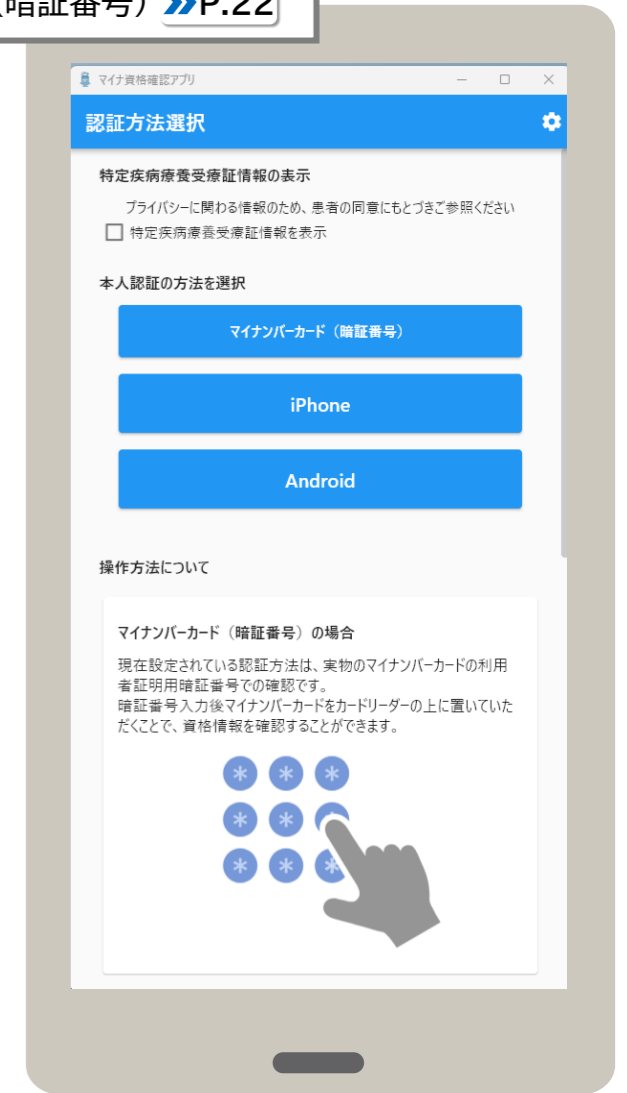 (暗証番号) P.22
マイナ資格確認アプリ
認証方法選択
特定疾病療養受療証情報の表示
プライバシーに関わる情報のため、患者の同意にもとづきご参照ください
特定疾病療養受療証情報を表示
本人認証の方法を選択
マイナンバーカード（暗証番号）
iPhone
Android
操作方法について
マイナンバーカード（暗証番号）の場合
現在設定されている認証方法は、実物のマイナンバーカードの利用
者証明用暗証番号での確認です。
暗証番号入力後マイナンバーカードをカードリーダーの上に置いていた
だくことで、資格情報を確認することができます。